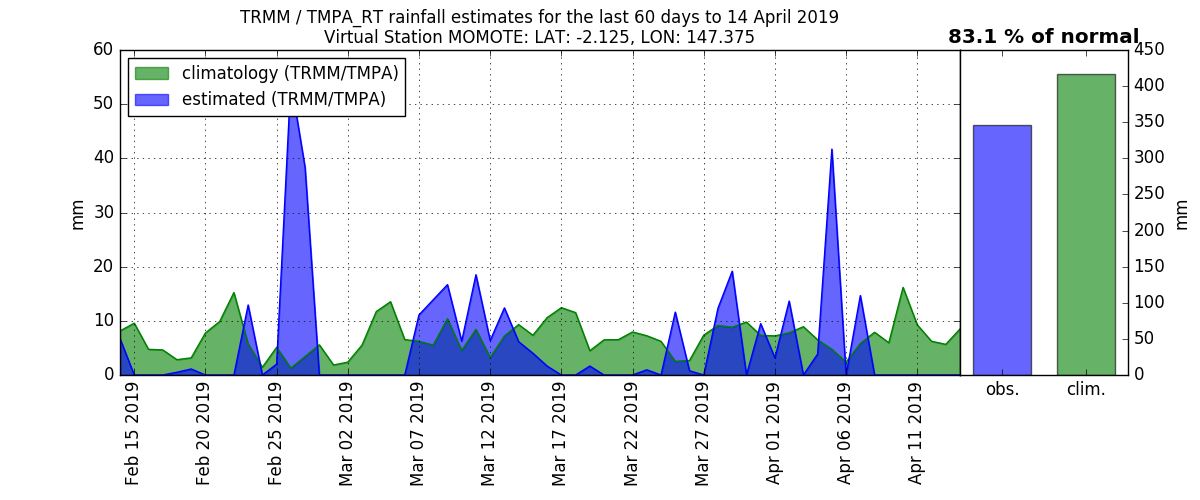 TRMM / TMPA_RT rainfall estimates for the last 60 days to 14 April 2019
Virtual Station MOMOTE: LAT: -2.125, LON: 147.375
83.1 % of normal
climatology (TRMM/TMPA)
estimated (TRMM/TMPA)
60
50
40
30
20
10
0
mm
Feb 15 2019
Feb 20 2019
Feb 25 2019
Mar 02 2019
Mar 07 2019
Mar 12 2019
Mar 17 2019
Mar 22 2019
Mar 27 2019
Apr 01 2019
Apr 06 2019
Apr 11 2019
450
400
350
300
250
200
150
100
50
0
mm
obs.
clim.